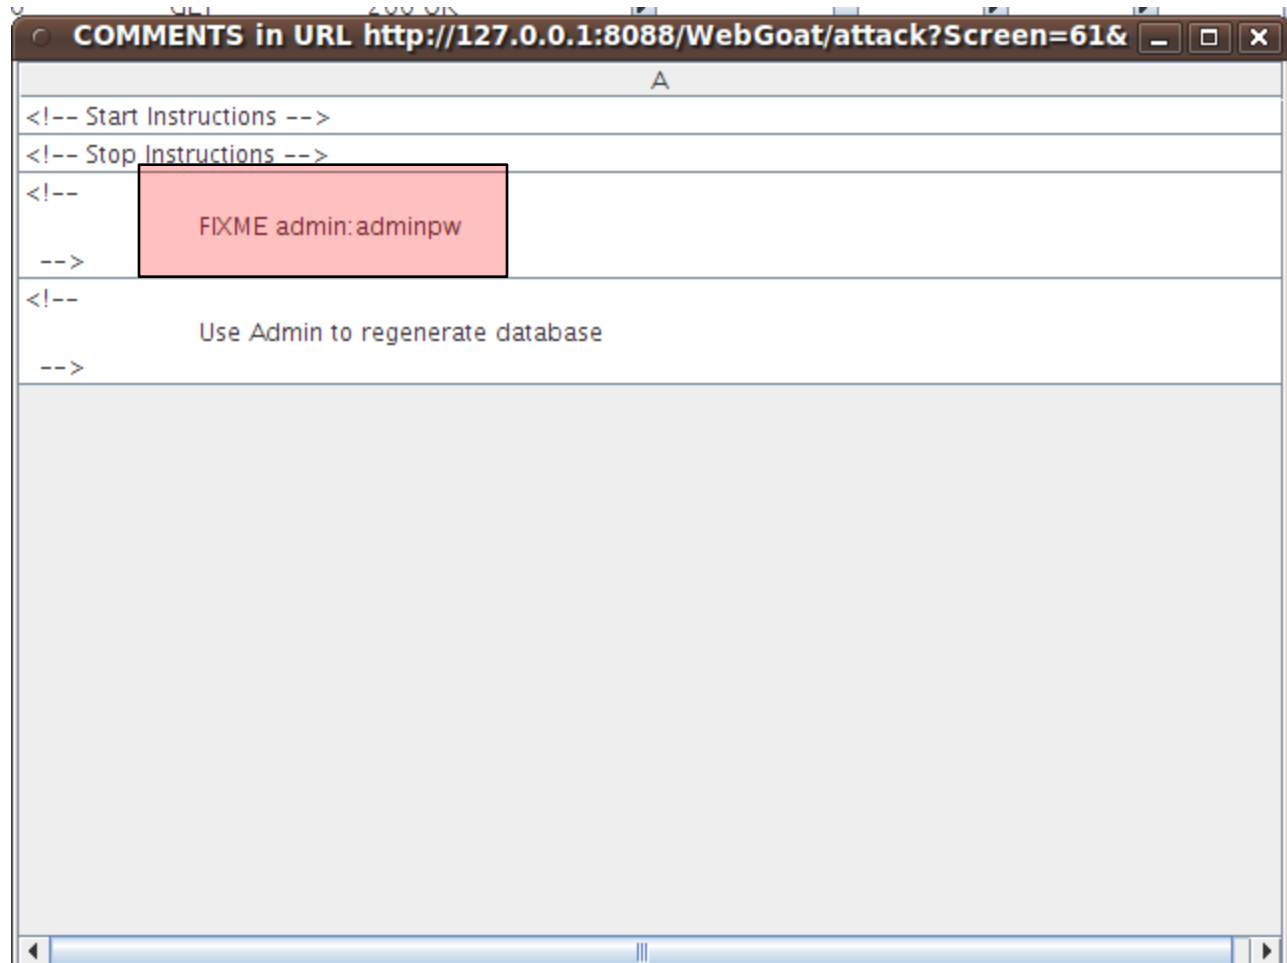 COMMENTS in URL http://127.0.0.1:8088/WebGoat/attack?Screen=61&
A
<!-- Start Instructions -->
<!-- Stop Instructions -->
<!--
FIXME admin:adminpw
-->
<!--
Use Admin to regenerate database
-->